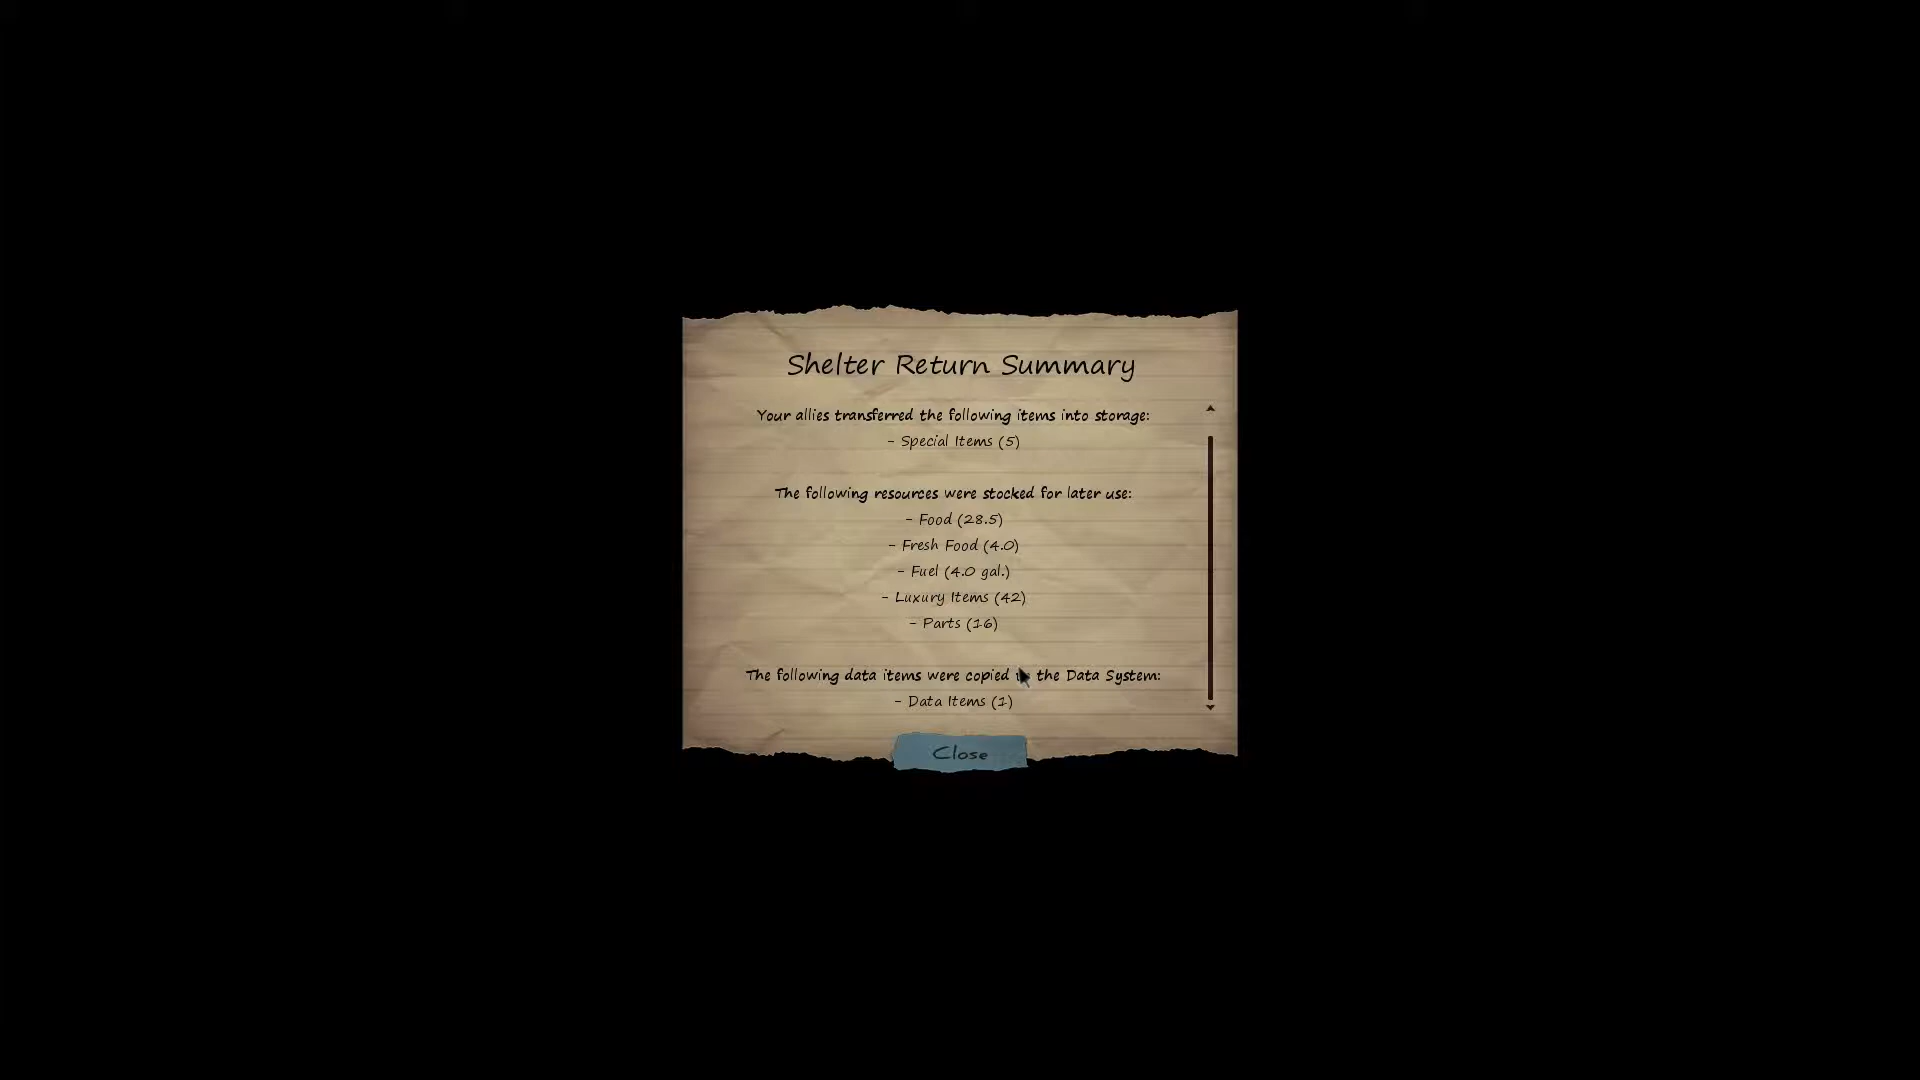 Shelter Return Summary
Your allies transferred the following items into storage:
- Special Items (5)
The following resources were stocked for later use:
- Food (28.5)
- Fresh Food (4.0)
- Fuel (4.0 gal.)
- Luxury Items (42)
- Parts (16)
The following data items were copied the Data System:
- Data Items (1)
Close